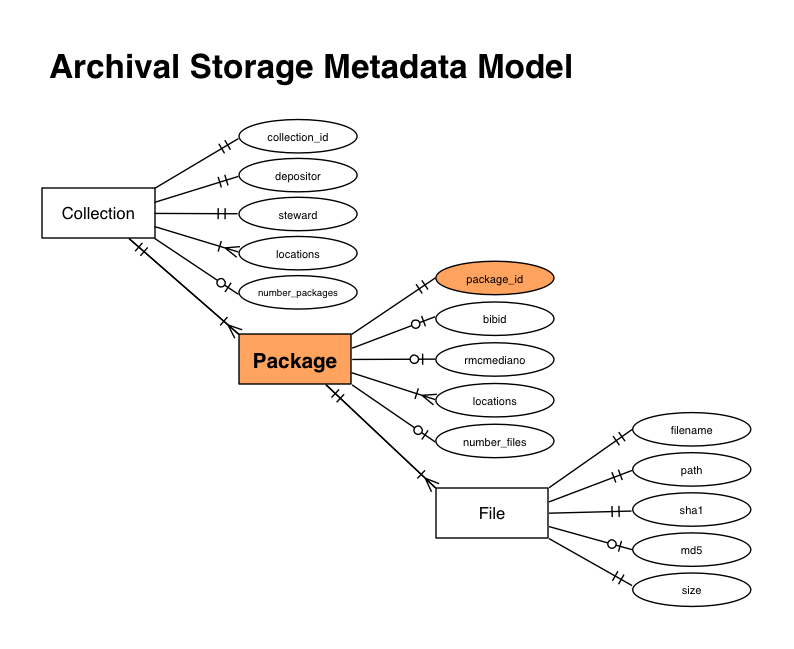 Archival Storage Metadata Model
collection_id
depositor
Collection
steward
locations
number_packages
package_id
bibid
Package
rmcmediano
locations
number_files
filename
path
File
sha1
md5
size